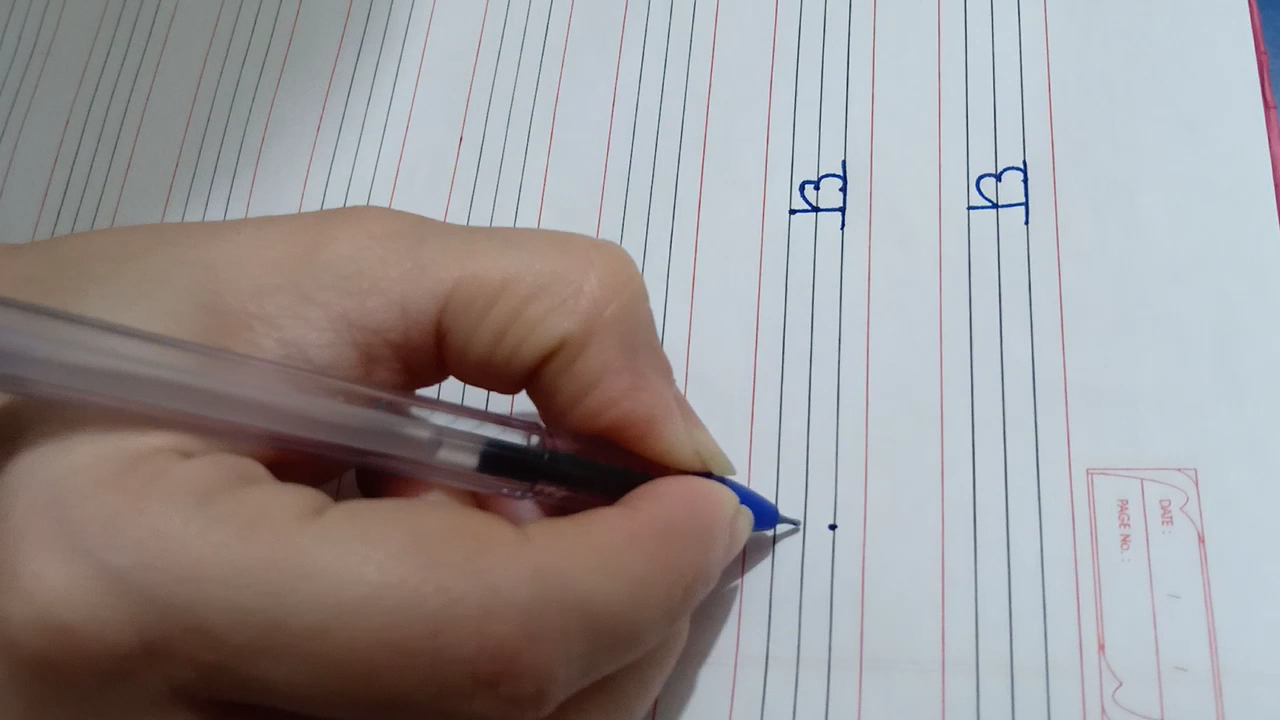 DATE : / /
PAGE No. :
घ
घ